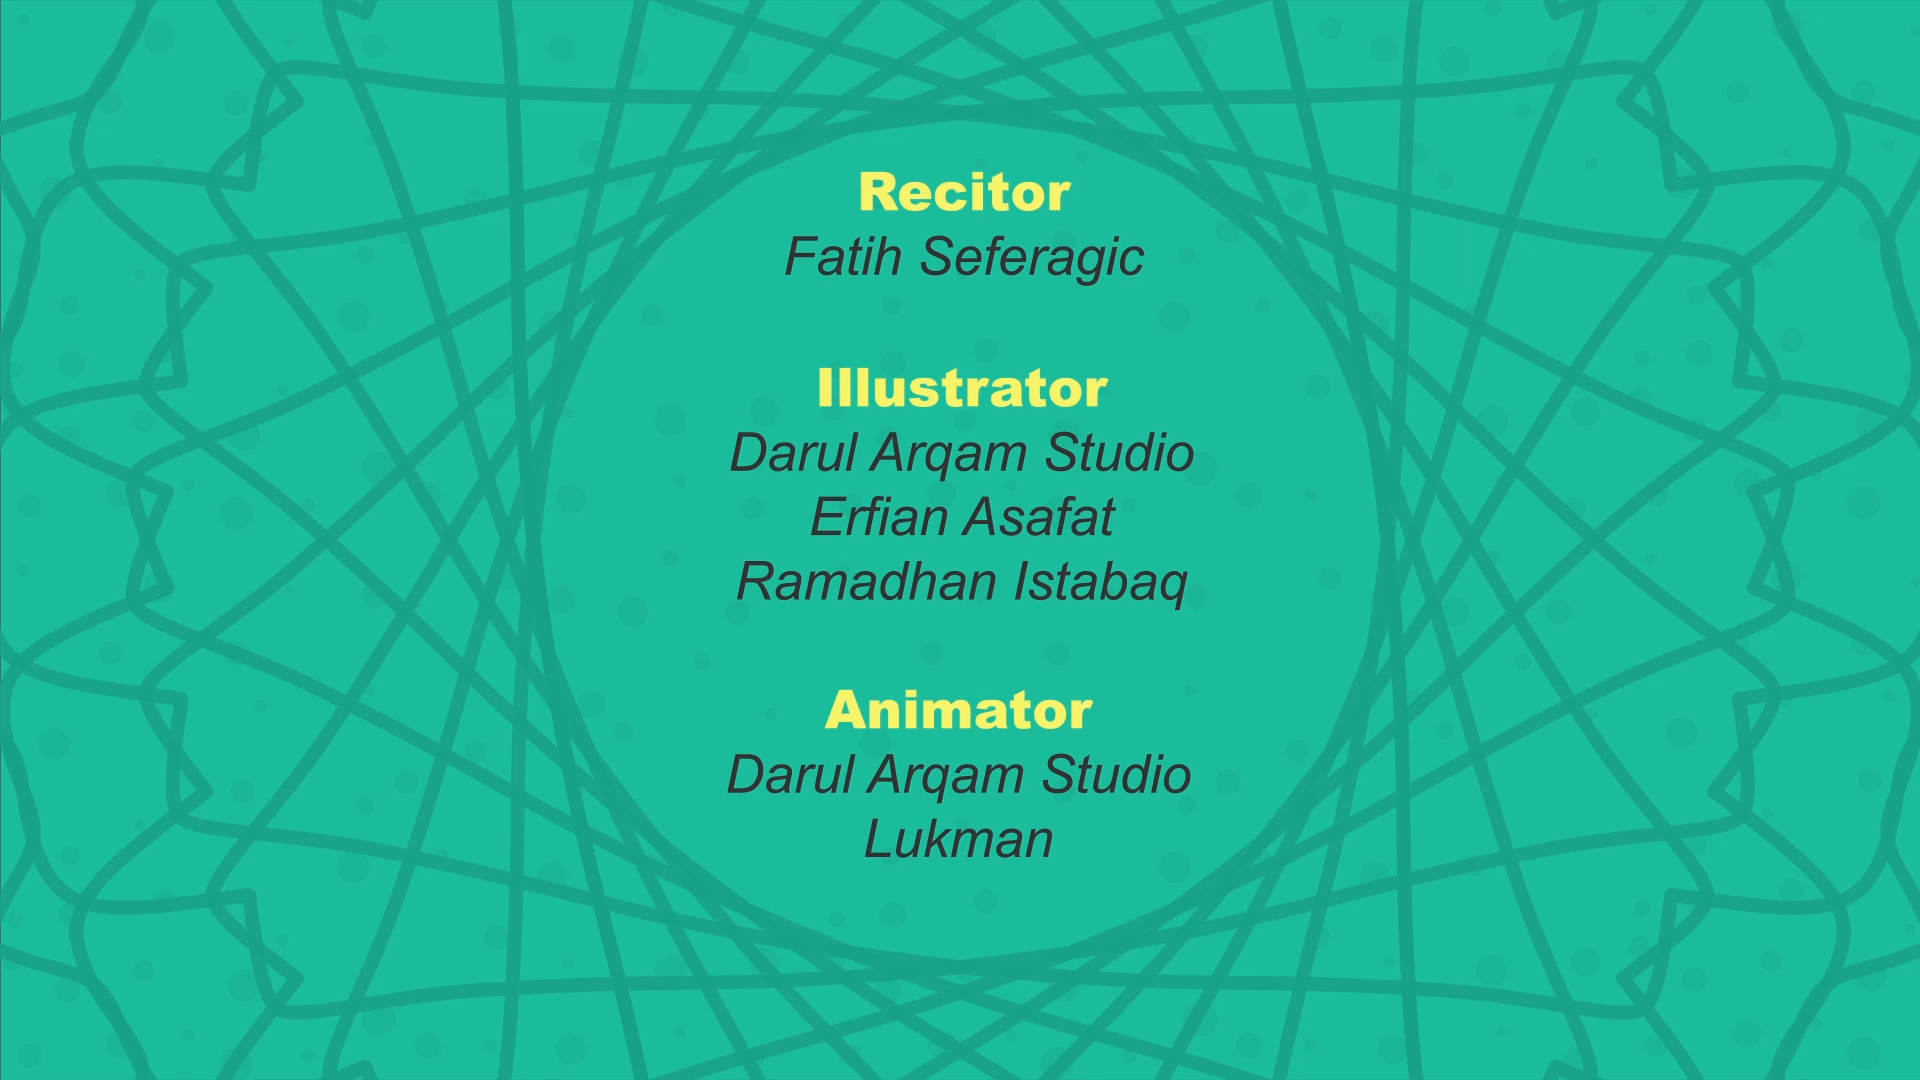 Recitor
Fatih Seferagic
Illustrator
Darul Arqam Studio
Erfian Asafat
Ramadhan Istabaq
Animator
Darul Arqam Studio
Lukman